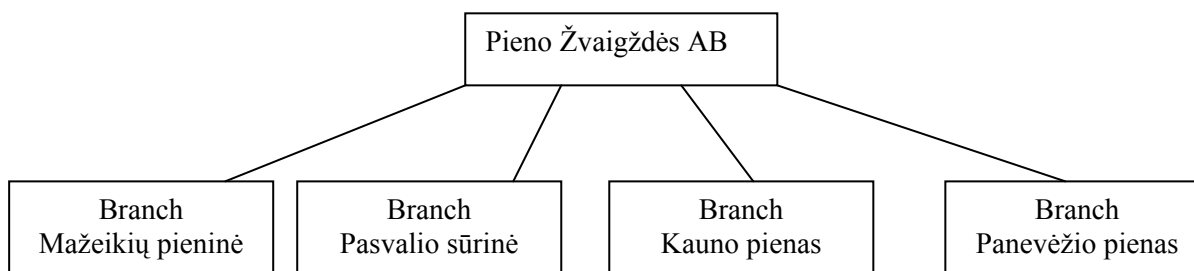 Pieno Žvaigždės AB
Branch
Mažeikių pieninė
Branch
Pasvalio sūrinė
Branch
Kauno pienas
Branch
Panevėžio pienas